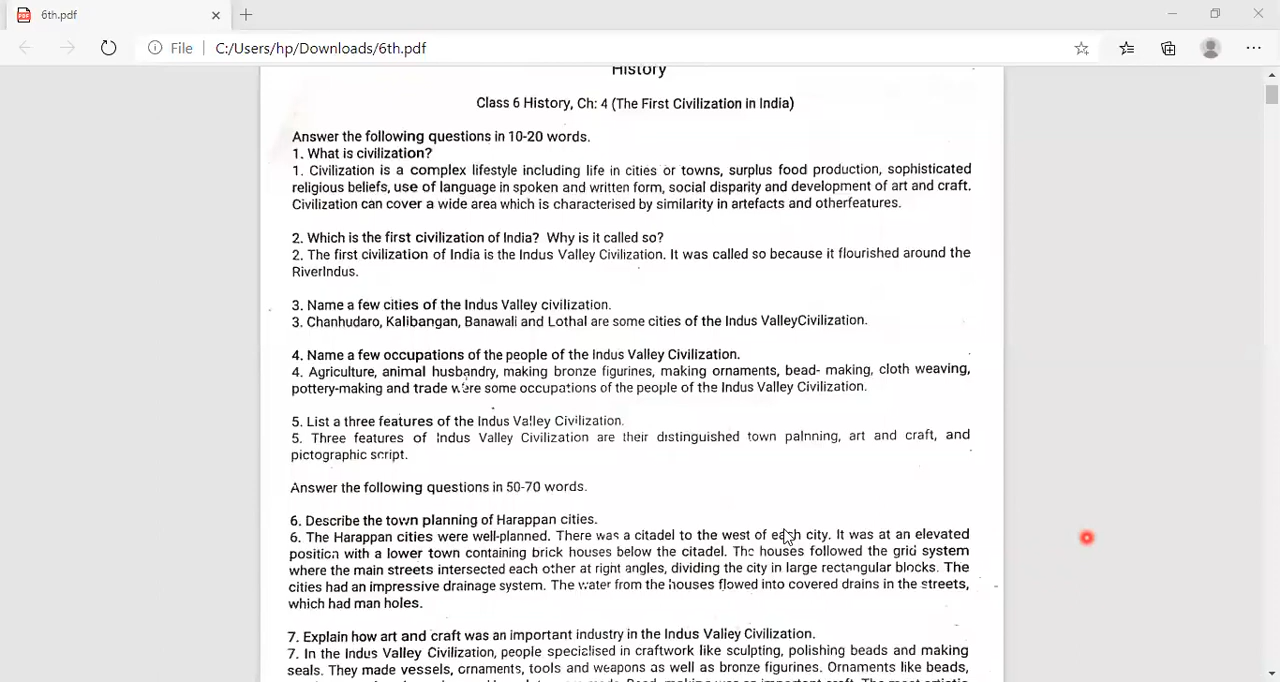 6th.pdf
File
C:/Users/hp/Downloads/6th.pdf
History
Class 6 History, Ch: 4 (The First Civilization in India)
Answer the following questions in 10-20 words.
1. What is civilization?
1. Civilization is a complex lifestyle including life in cities or towns, surplus food production, sophisticated
religious beliefs, use of language in spoken and written form, social disparity and development of art and craft.
Civilization can cover a wide area which is characterised by similarity in artefacts and otherfeatures.
2. Which is the first civilization of India? Why is it called so?
2. The first civilization of India is the Indus Valley Civilization. It was called so because it flourished around the
RiverIndus.
3. Name a few cities of the Indus Valley civilization.
3. Chanhudaro, Kalibangan, Banawali and Lothal are some cities of the Indus ValleyCivilization.
4. Name a few occupations of the people of the Indus Valley Civilization.
4. Agriculture, animal husbandry, making bronze figurines, making ornaments, bead- making, cloth weaving,
pottery-making and trade were some occupations of the people of the Indus Valley Civilization.
5. List a three features of the Indus Valley Civilization.
5. Three features of Indus Valley Civilization are their distinguished town palnning, art and craft, and
pictographic script.
Answer the following questions in 50-70 words.
6. Describe the town planning of Harappan cities.
6. The Harappan cities were well-planned. There was a citadel to the west of each city. It was at an elevated
position with a lower town containing brick houses below the citadel. The houses followed the grid system
where the main streets intersected each other at right angles, dividing the city in large rectangular blocks. The
cities had an impressive drainage system. The water from the houses flowed into covered drains in the streets,
which had man holes.
7. Explain how art and craft was an important industry in the Indus Valley Civilization.
7. In the Indus Valley Civilization, people specialised in craftwork like sculpting, polishing beads and making
seals. They made vessels, ornaments, tools and weapons as well as bronze figurines. Ornaments like beads,